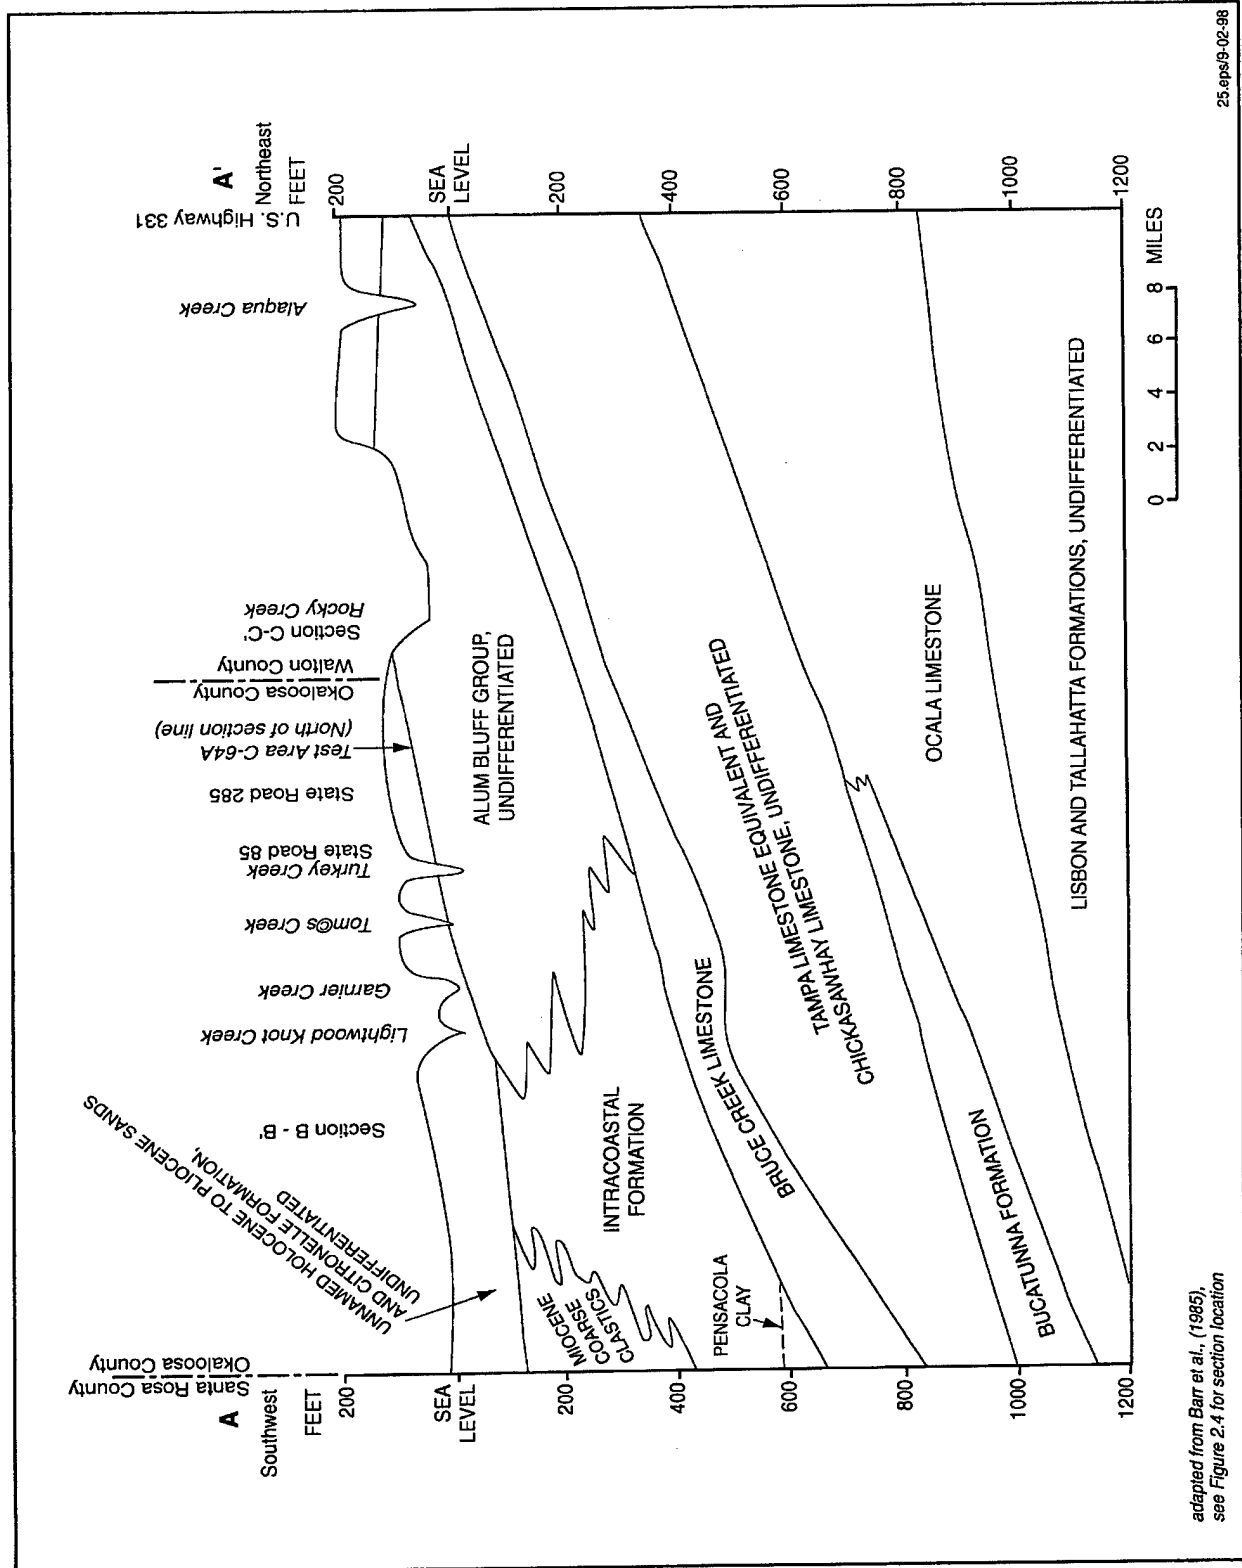 A
Southwest
FEET
Santa Rosa County
Okaloosa County
UNNAMED HOLOCENE TO PLIOCENE SANDS
AND CITRONELLE FORMATION,
UNDIFFERENTIATED
Section B - B'
Lightwood Knot Creek
Garnier Creek
Tom©s Creek
Turkey Creek
State Road 85
State Road 285
Test Area C-64A
(North of section line)
Okaloosa County
Walton County
Section C-C'
Rocky Creek
Alaqua Creek
U.S. Highway 331
A'
Northeast
FEET
200
SEA
LEVEL
200
400
600
800
1000
1200
200
SEA
LEVEL
200
400
600
800
1000
1200
MIOCENE
COARSE
CLASTICS
INTRACOASTAL
FORMATION
ALUM BLUFF GROUP,
UNDIFFERENTIATED
PENSACOLA
CLAY
BRUCE CREEK LIMESTONE
TAMPA LIMESTONE EQUIVALENT AND
CHICKASAWHAY LIMESTONE, UNDIFFERENTIATED
BUCATUNNA FORMATION
OCALA LIMESTONE
LISBON AND TALLAHATTA FORMATIONS, UNDIFFERENTIATED
0 2 4 6 8
MILES
adapted from Barr et al., (1985),
see Figure 2.4 for section location
25.eps/9-02-98